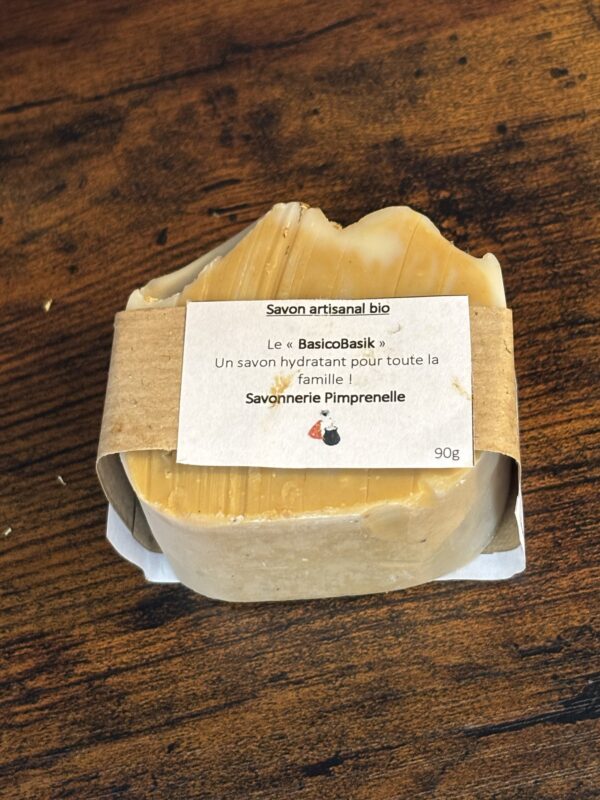 Savon artisanal bio
Le « BasicoBasik »
Un savon hydratant pour toute la
famille !
Savonnerie Pimprenelle
90g